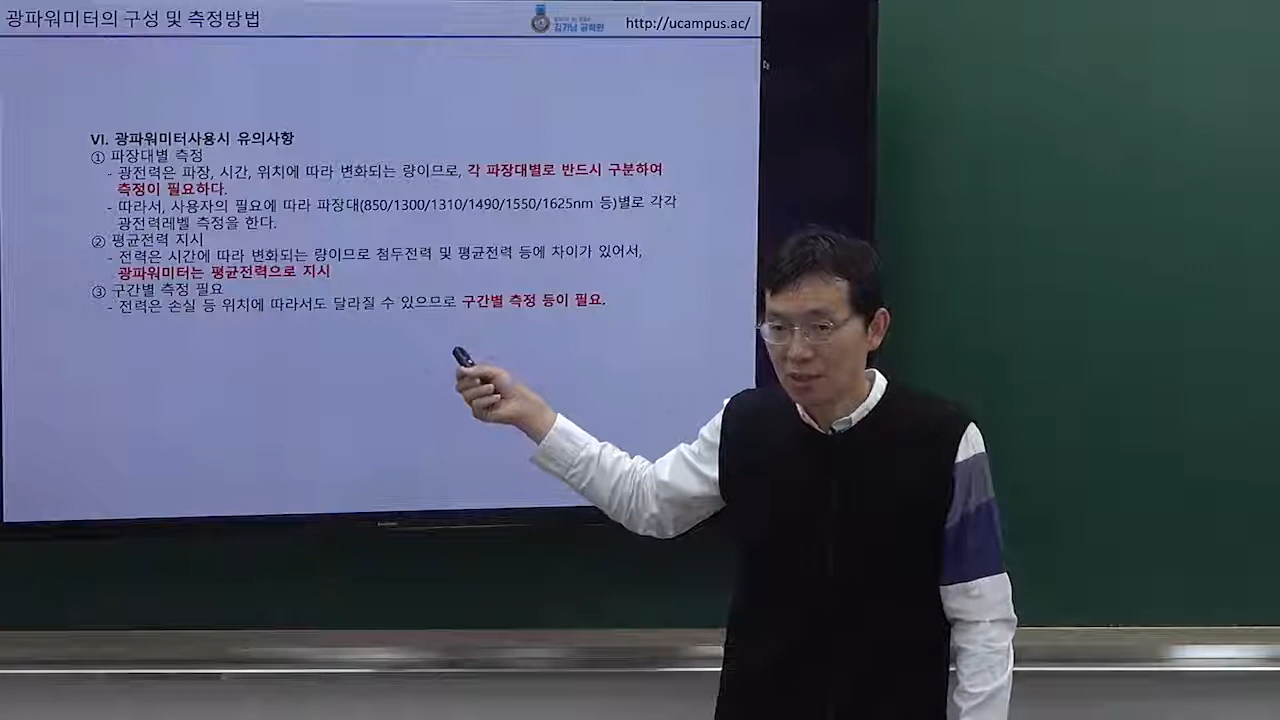 광파워미터의 구성 및 측정방법
김기남 공학원
http://ucampus.ac/
VI. 광파워미터사용시 유의사항
① 파장대별 측정
- 광전력은 파장, 시간, 위치에 따라 변화되는 량이므로, 각 파장대별로 반드시 구분하여
측정이 필요하다.
- 따라서, 사용자의 필요에 따라 파장대(850/1300/1310/1490/1550/1625nm 등)별로 각각
광전력레벨 측정을 한다.
② 평균전력 지시
- 전력은 시간에 따라 변화되는 량이므로 첨두전력 및 평균전력 등에 차이가 있어서,
광파워미터는 평균전력으로 지시
③ 구간별 측정 필요
- 전력은 손실 등 위치에 따라서도 달라질 수 있으므로 구간별 측정 등이 필요.